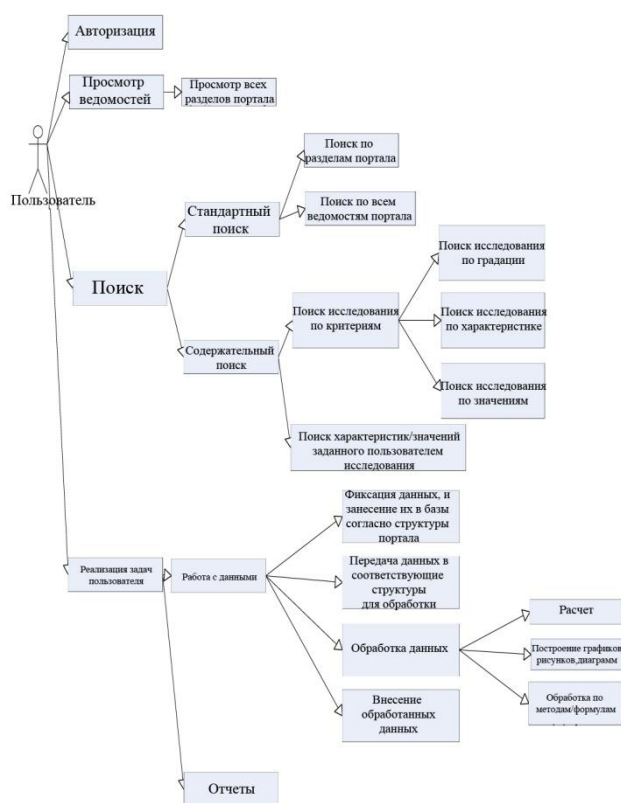 Авторизация
Просмотр
ведомостей
Просмотр всех
разделов портала
Пользователь
Поиск по
разделам портала
Стандартный
поиск
Поиск по всем
ведомостям портала
Поиск
Поиск исследования
по градации
Поиск исследования
по критериям
Поиск исследования
по характеристике
Содержательный
поиск
Поиск исследования
по значениям
Поиск характеристик/значений
заданного пользователем
исследования
Фиксация данных, и
занесение их в базы
согласно структуры
портала
Реализация задач
пользователя
Работа с данными
Передача данных в
соответствующие
структуры
для обработки
Расчет
Обработка данных
Построение графиков,
рисунков,диаграмм
Внесение
обработанных
данных
Обработка по
методам/формулам
Отчеты